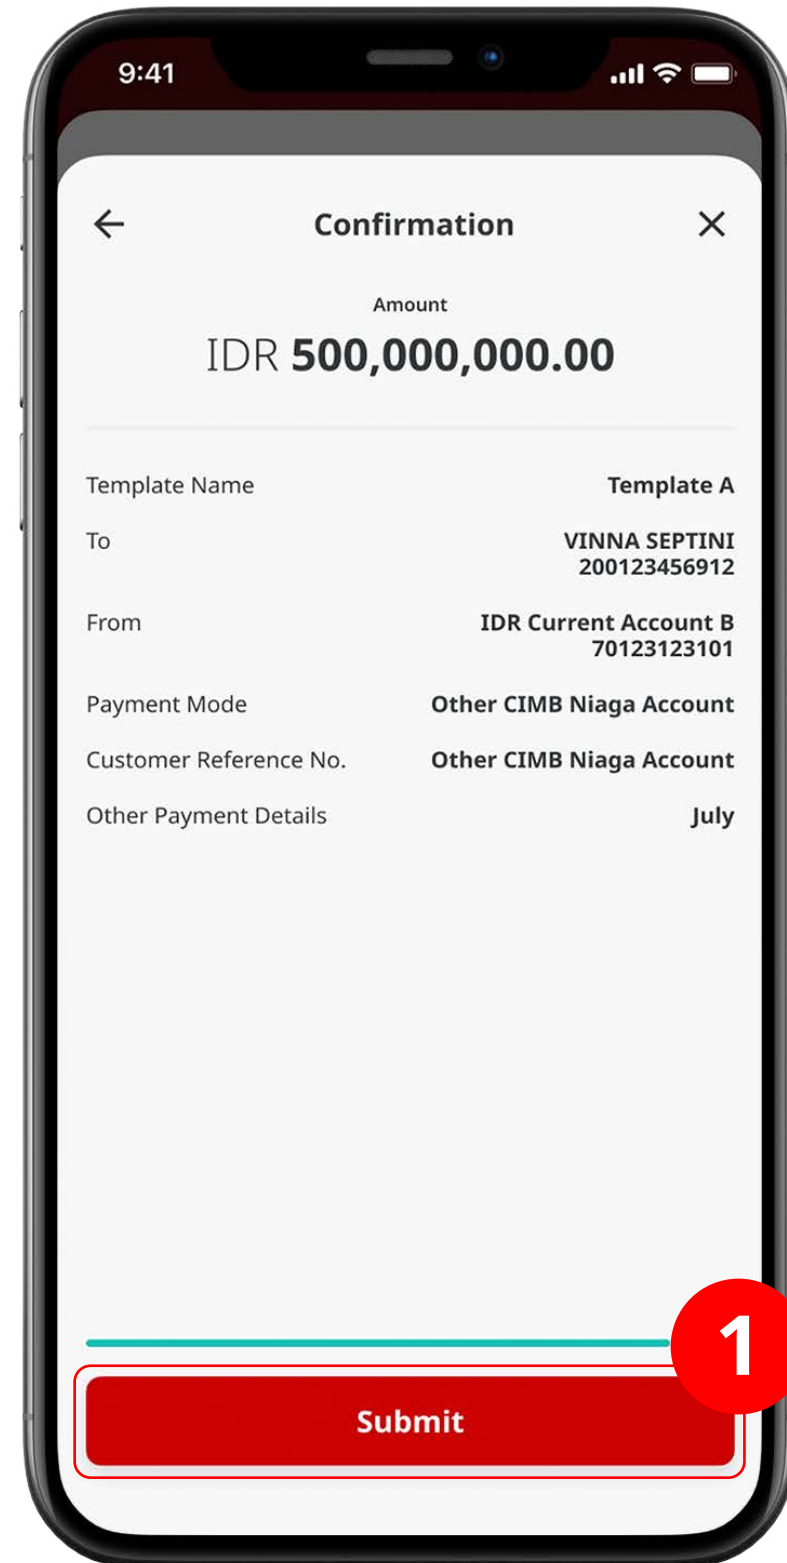 9:41
Confirmation
Amount
IDR 500,000,000.00
Template Name Template A
To VINNA SEPTINI
200123456912
From IDR Current Account B
70123123101
Payment Mode Other CIMB Niaga Account
Customer Reference No. Other CIMB Niaga Account
Other Payment Details July
1
Submit